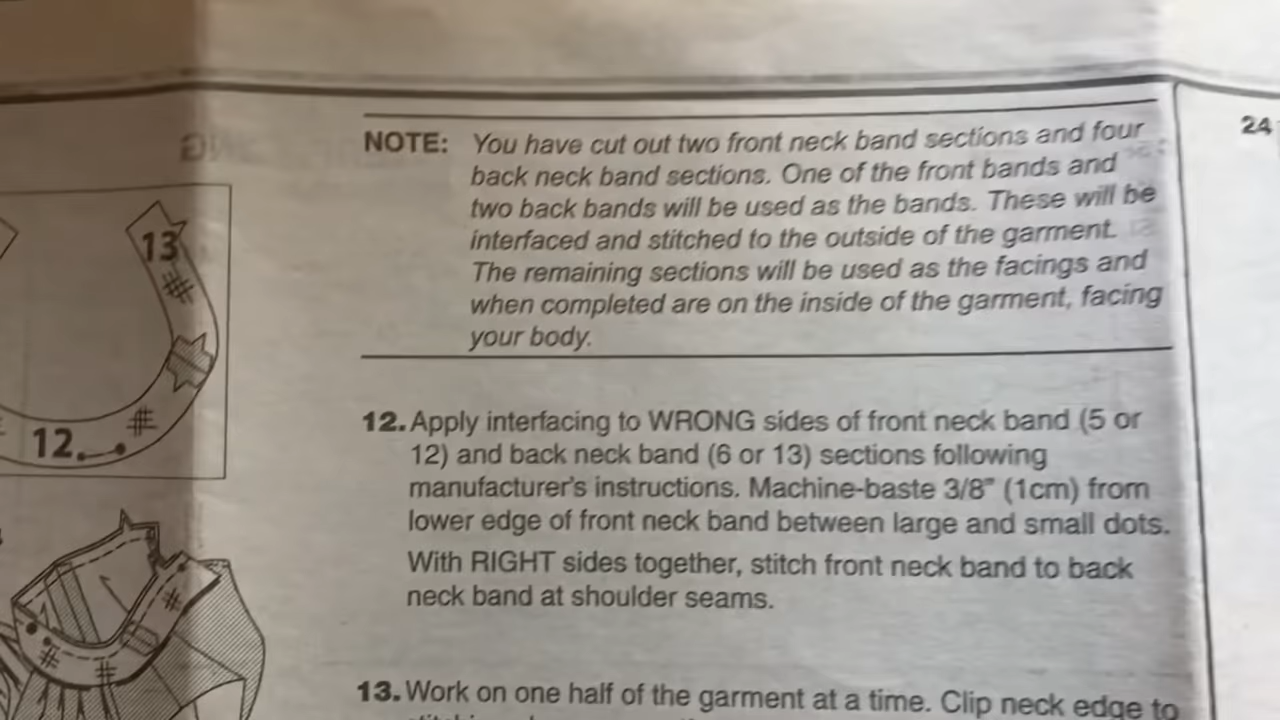 NOTE: You have cut out two front neck band sections and four
back neck band sections. One of the front bands and
two back bands will be used as the bands. These will be
interfaced and stitched to the outside of the garment.
The remaining sections will be used as the facings and
when completed are on the inside of the garment, facing
your body.
12. Apply interfacing to WRONG sides of front neck band (5 or
12) and back neck band (6 or 13) sections following
manufacturer's instructions. Machine-baste 3/8" (1cm) from
lower edge of front neck band between large and small dots.
With RIGHT sides together, stitch front neck band to back
neck band at shoulder seams.
13. Work on one half of the garment at a time. Clip neck edge to
13
12.
24